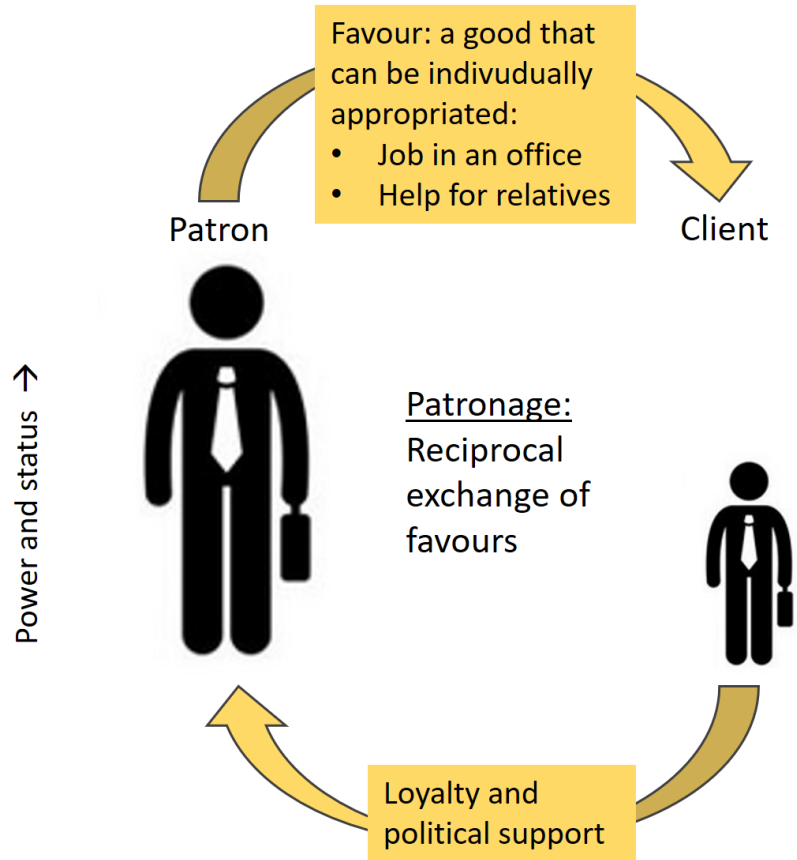 Favour: a good that
can be indivudually
appropriated:
• Job in an office
• Help for relatives
Patron
Client
Power and status →
Patronage:
Reciprocal
exchange of
favours
Loyalty and
political support